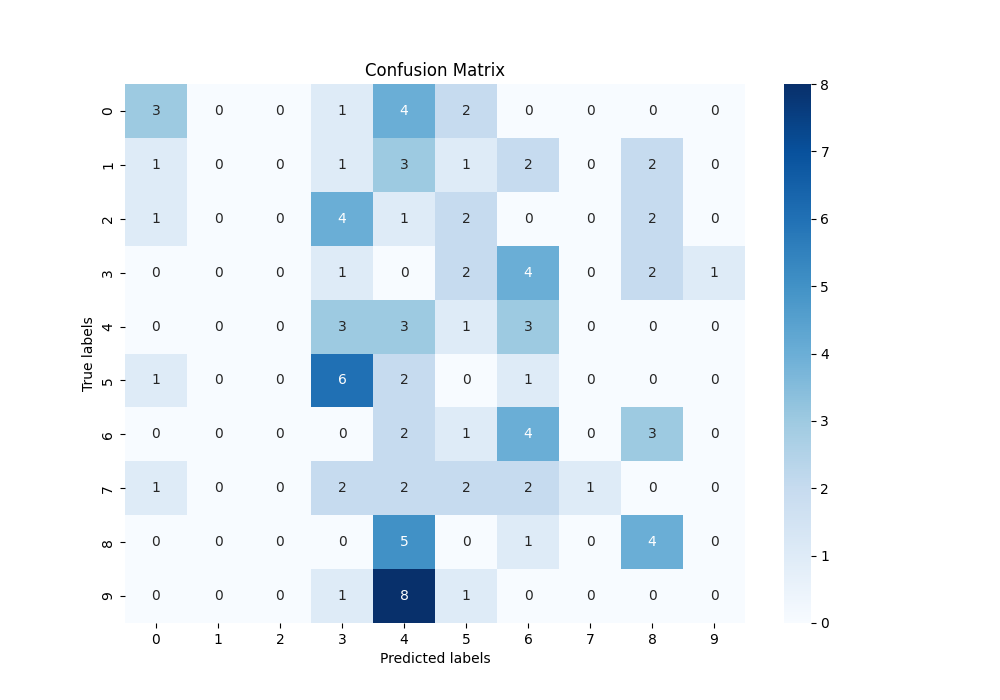 Confusion Matrix
0 3 0 0 1 4 2 0 0 0 0
1 1 0 0 1 3 1 2 0 2 0
2 1 0 0 4 1 2 0 0 2 0
3 0 0 0 1 0 2 4 0 2 1
4 0 0 0 3 3 1 3 0 0 0
5 1 0 0 6 2 0 1 0 0 0
6 0 0 0 0 2 1 4 0 3 0
7 1 0 0 2 2 2 2 1 0 0
8 0 0 0 0 5 0 1 0 4 0
9 0 0 0 1 8 1 0 0 0 0
0 1 2 3 4 5 6 7 8 9
Predicted labels
True labels
8
7
6
5
4
3
2
1
0